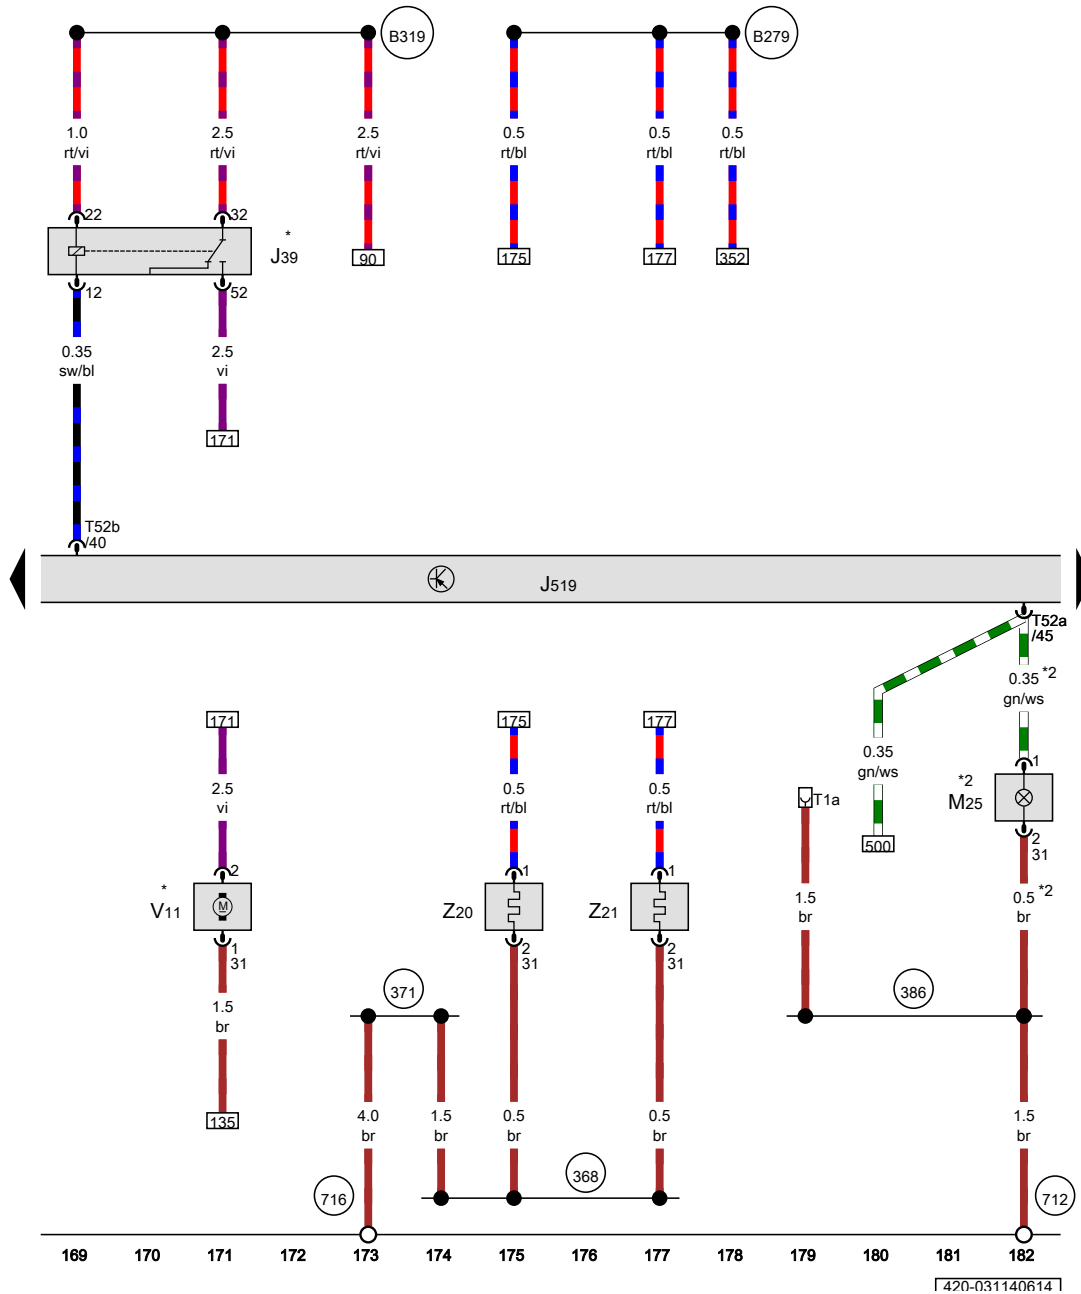 B319
B279
1.0
rt/vi
2.5
rt/vi
2.5
rt/vi
0.5
rt/bl
0.5
rt/bl
0.5
rt/bl
22
32
*
J39
90
175
177
352
12
52
0.35
sw/bl
2.5
vi
171
T52b
/40
J519
T52a
/45
0.35 *2
gn/ws
171
175
177
0.35
gn/ws
2.5
vi
0.5
rt/bl
0.5
rt/bl
1
*2
M25
T1a
500
2
31
2
1
1
*
V11
M
Z20
Z21
1.5
br
0.5 *2
br
1
31
2
31
2
31
371
386
1.5
br
135
4.0
br
1.5
br
0.5
br
0.5
br
1.5
br
368
716
712
169 170 171 172 173 174 175 176 177 178 179 180 181 182
420-031140614